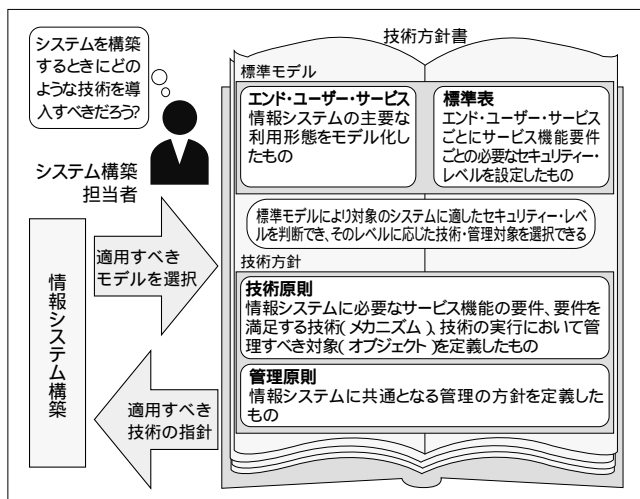 システムを構築
するときにどの
ような技術を導
入すべきだろう?
システム構築
担当者
情報システム構築
適用すべき
モデルを選択
適用すべき
技術の指針
技術方針書
標準モデル
エンド・ユーザー・サービス
情報システムの主要な
利用形態をモデル化し
たもの
標準表
エンド・ユーザー・サービス
ごとにサービス機能要件
ごとの必要なセキュリティー・
レベルを設定したもの
標準モデルにより対象のシステムに適したセキュリティー・レベ
ルを判断でき、そのレベルに応じた技術・管理対象を選択できる
技術方針
技術原則
情報システムに必要なサービス機能の要件、要件を
満足する技術(メカニズム)、技術の実行において管
理すべき対象(オブジェクト)を定義したもの
管理原則
情報システムに共通となる管理の方針を定義した
もの